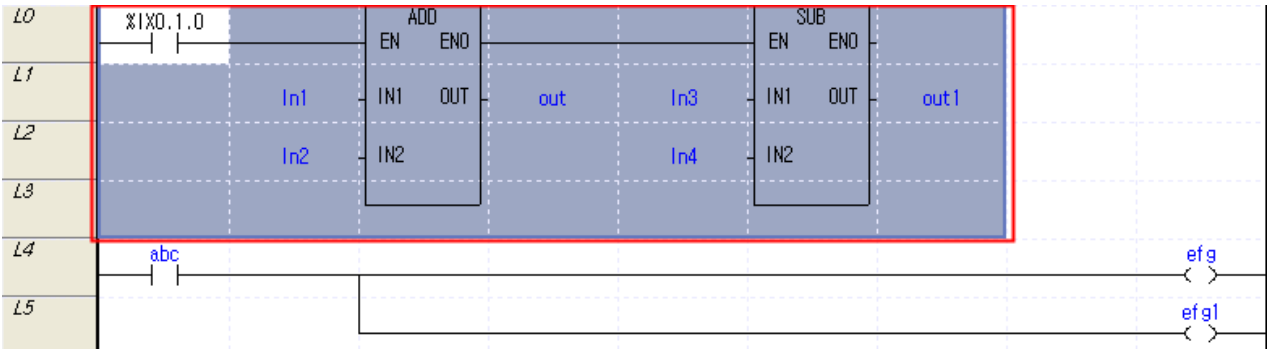 L0 %IX0.1.0 ADD SUB
EN ENO EN ENO
L1 In1 IN1 OUT out In3 IN1 OUT out1
L2 In2 IN2 In4 IN2
L3
L4 abc efg
L5 efg1